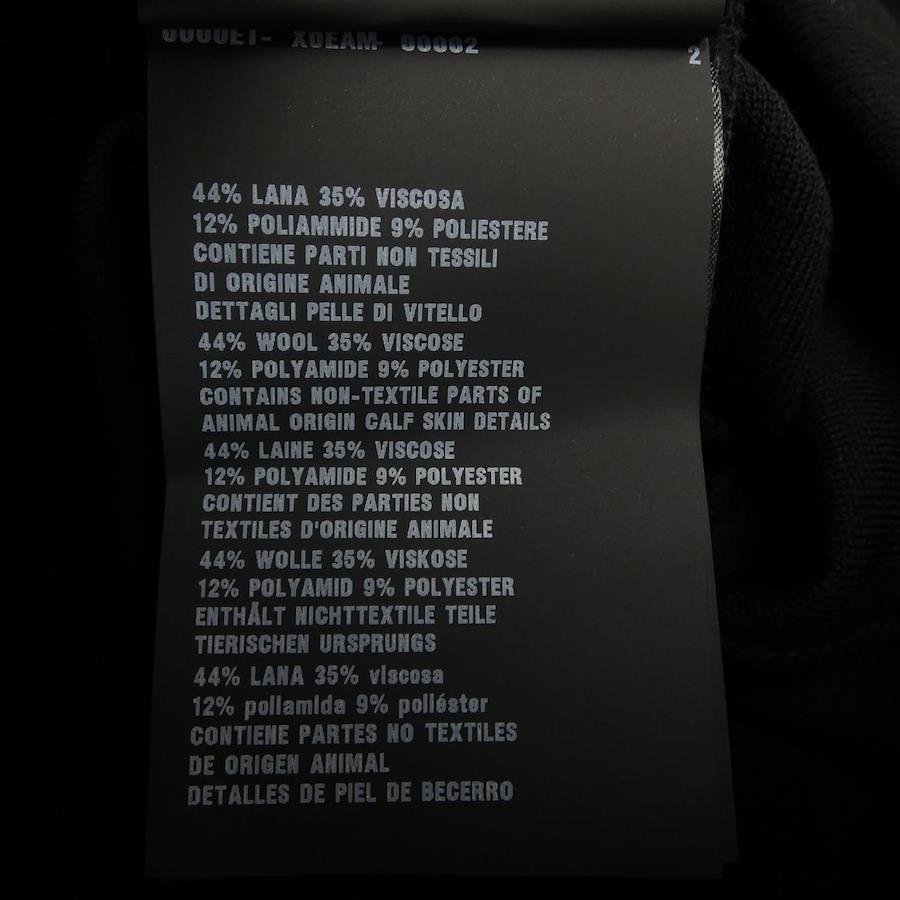 00002
2
44% LANA 35% VISCOSA
12% POLIAMMIDE 9% POLIESTERE
CONTIENE PARTI NON TESSILI
DI ORIGINE ANIMALE
DETTAGLI PELLE DI VITELLO
44% WOOL 35% VISCOSE
12% POLYAMIDE 9% POLYESTER
CONTAINS NON-TEXTILE PARTS OF
ANIMAL ORIGIN CALF SKIN DETAILS
44% LAINE 35% VISCOSE
12% POLYAMIDE 9% POLYESTER
CONTIENT DES PARTIES NON
TEXTILES D'ORIGINE ANIMALE
44% WOLLE 35% VISKOSE
12% POLYAMID 9% POLYESTER
ENTHÄLT NICHTTEXTILE TEILE
TIERISCHEN URSPRUNGS
44% LANA 35% viscosa
12% poliamida 9% poliéster
CONTIENE PARTES NO TEXTILES
DE ORIGEN ANIMAL
DETALLES DE PIEL DE BECERRO